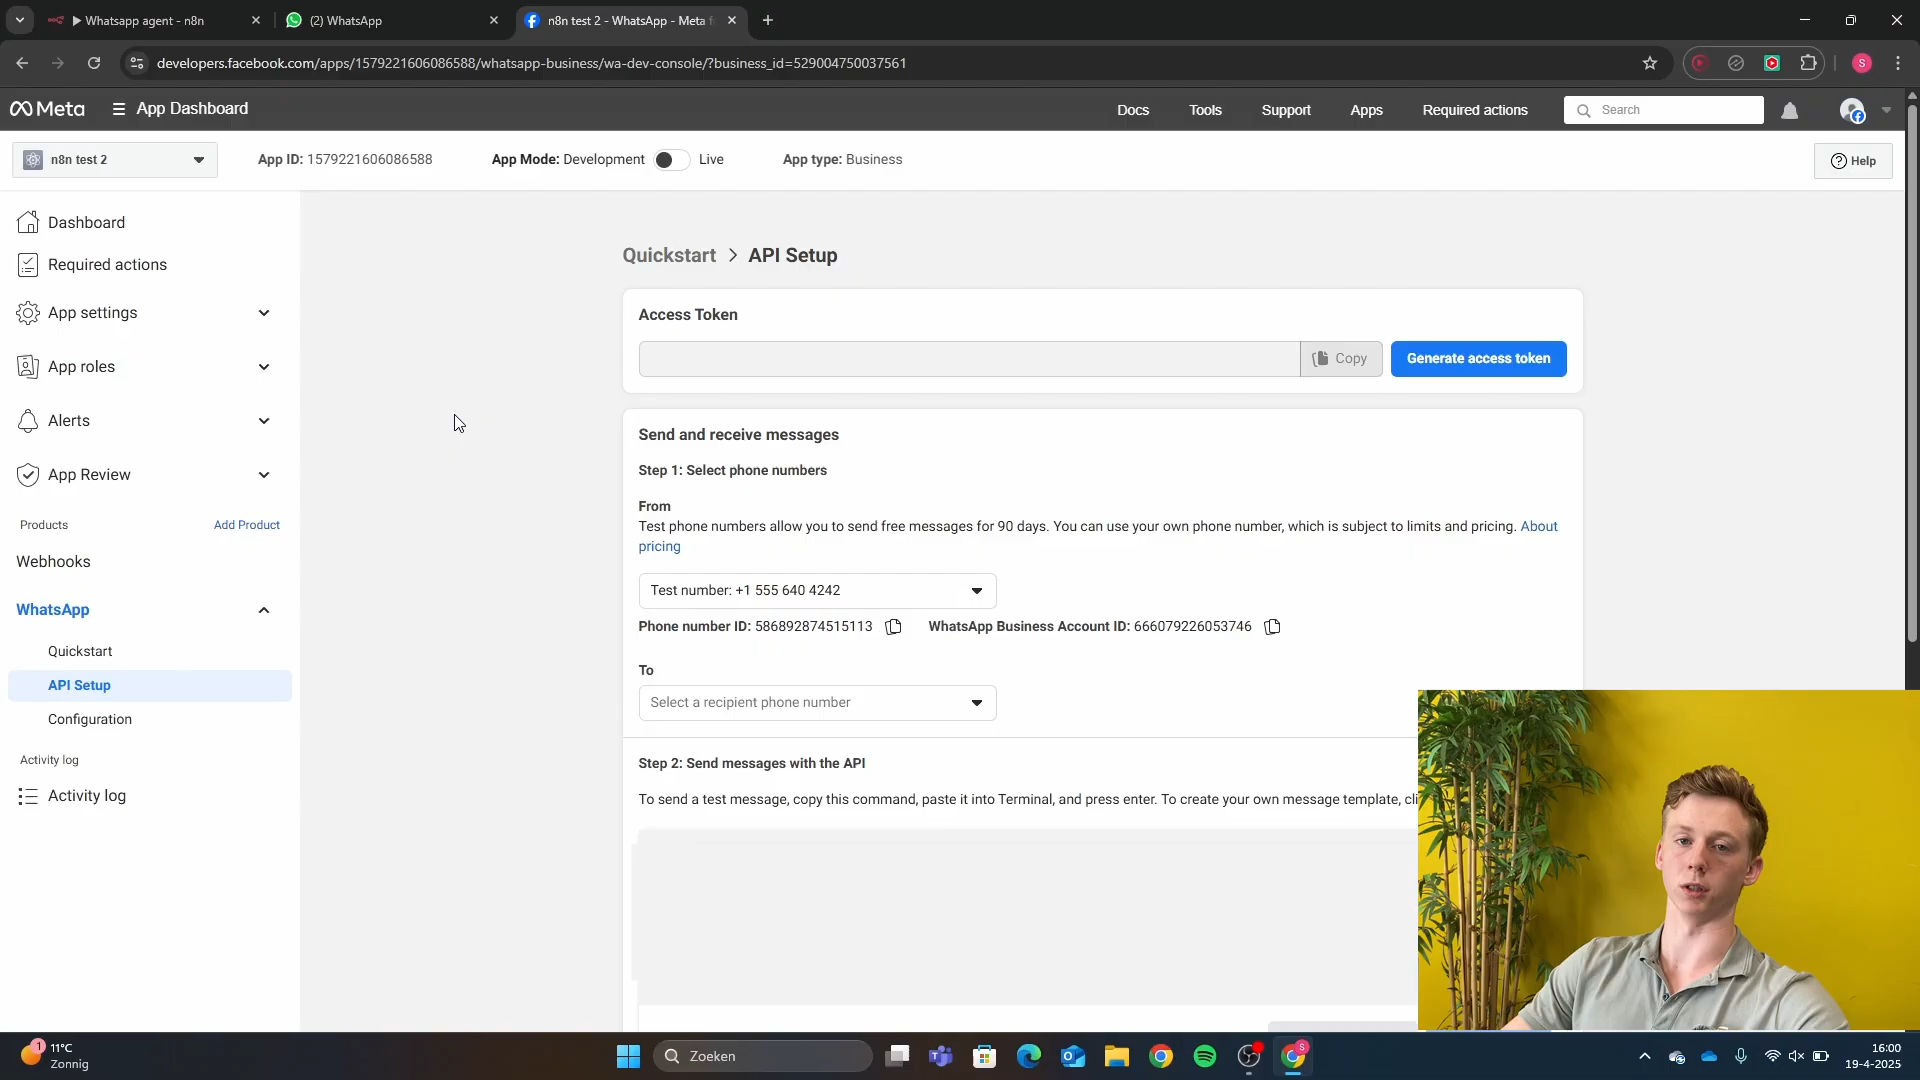 ▶ Whatsapp agent - n8n
(2) WhatsApp
n8n test 2 - WhatsApp - Meta f
developers.facebook.com/apps/1579221606086588/whatsapp-business/wa-dev-console/?business_id=529004750037561
S
Meta
App Dashboard
Docs
Tools
Support
Apps
Required actions
Search
n8n test 2
App ID: 1579221606086588
App Mode: Development
Live
App type: Business
Help
Dashboard
Required actions
App settings
App roles
Alerts
App Review
Products
Add Product
Webhooks
WhatsApp
Quickstart
API Setup
Configuration
Activity log
Activity log
Quickstart > API Setup
Access Token
Copy
Generate access token
Send and receive messages
Step 1: Select phone numbers
From
Test phone numbers allow you to send free messages for 90 days. You can use your own phone number, which is subject to limits and pricing. About
pricing
Test number: +1 555 640 4242
Phone number ID: 586892874515113
WhatsApp Business Account ID: 666079226053746
To
Select a recipient phone number
Step 2: Send messages with the API
To send a test message, copy this command, paste it into Terminal, and press enter. To create your own message template, cli
1
11°C
Zonnig
Zoeken
S
16:00
19-4-2025